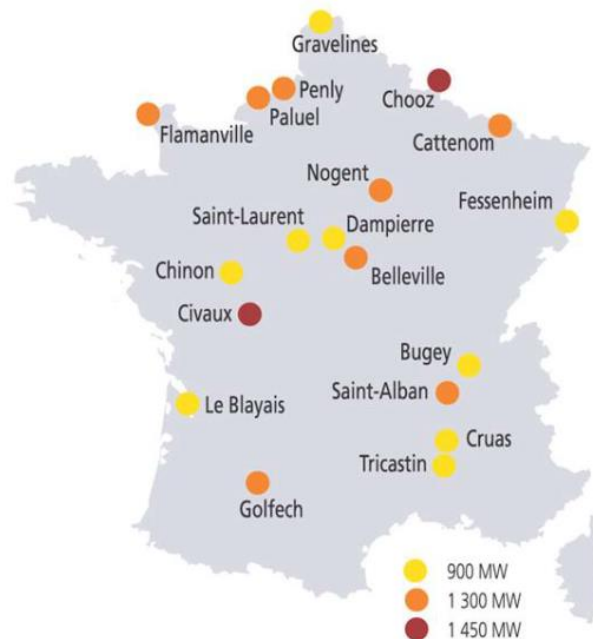 Gravelines
Penly
Chooz
Paluel
Flamanville
Cattenom
Nogent
Fessenheim
Saint-Laurent
Dampierre
Chinon
Belleville
Civaux
Bugey
Saint-Alban
Le Blayais
Cruas
Tricastin
Golfech
900 MW
1 300 MW
1 450 MW